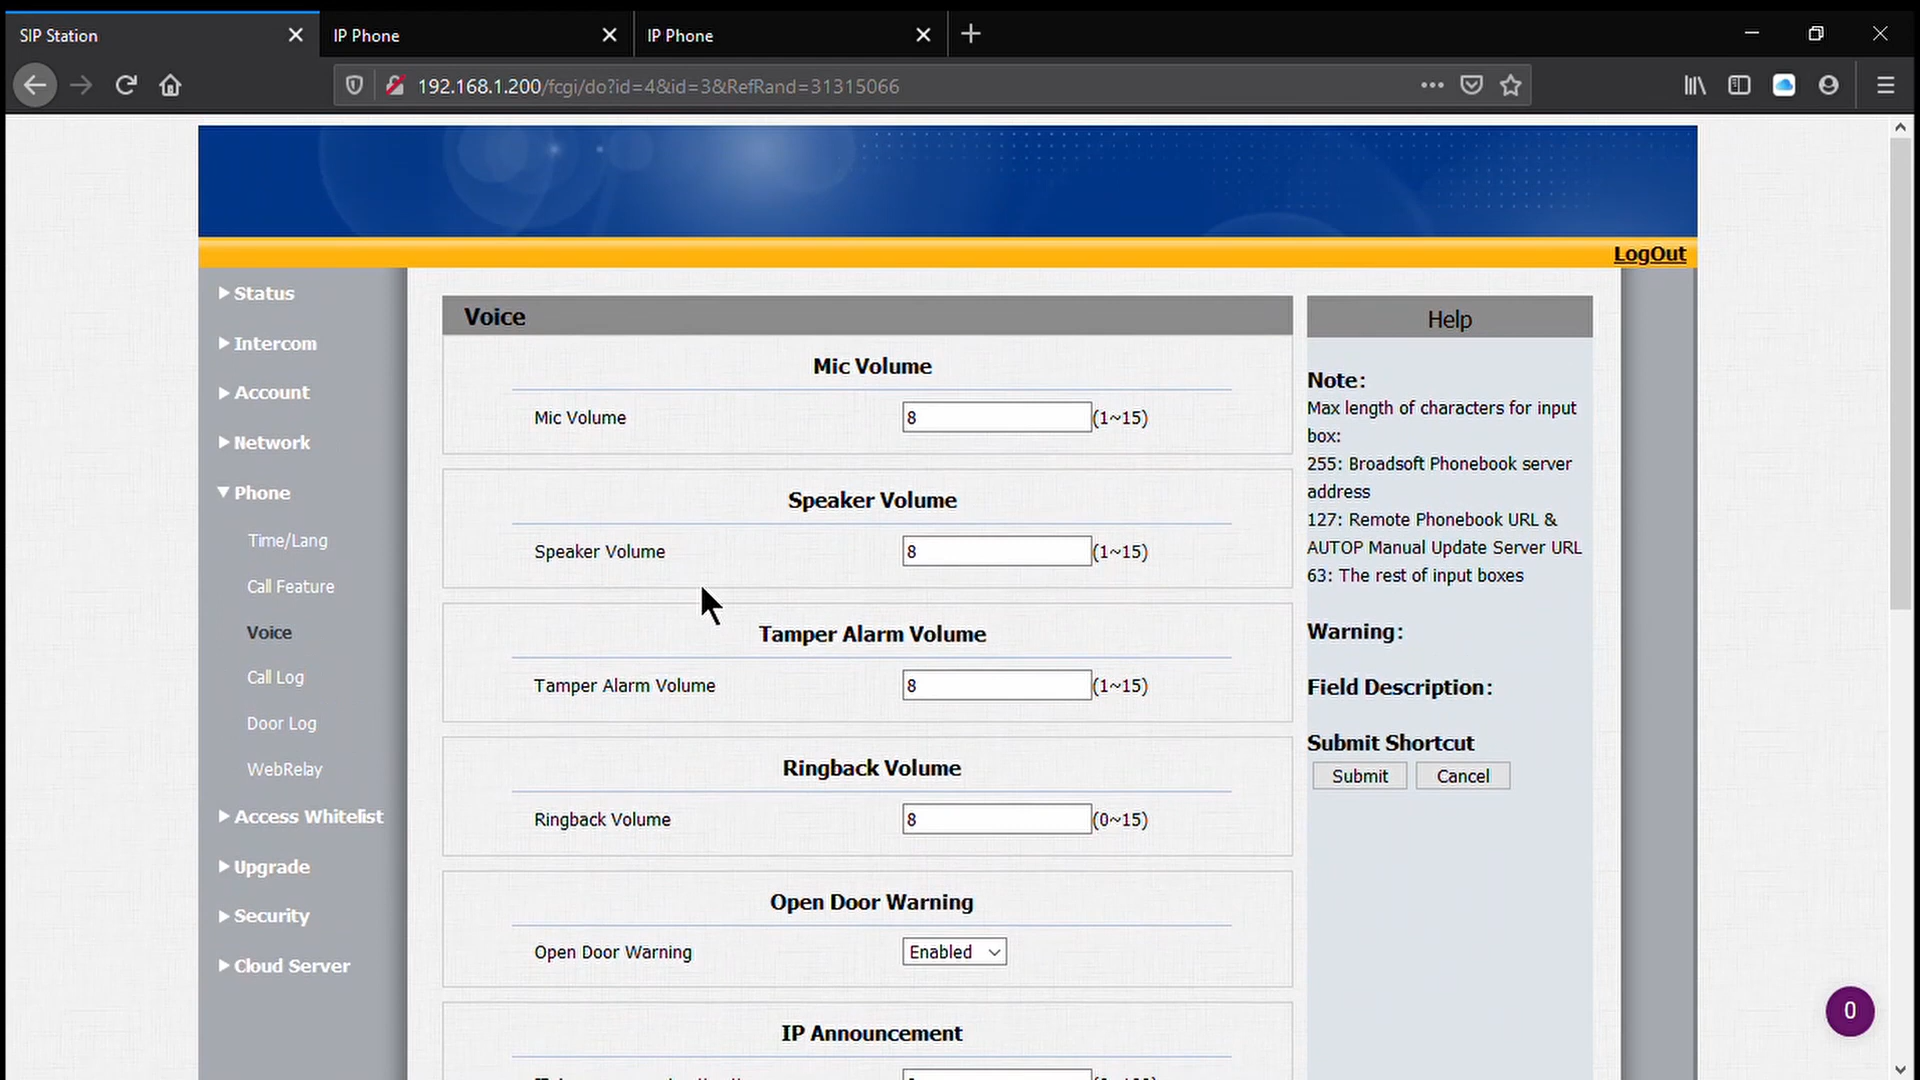 SIP Station
IP Phone
IP Phone
192.168.1.200/fcgi/do?id=4&id=3&RefRand=31315066
LogOut
Status
Intercom
Account
Network
Phone
Time/Lang
Call Feature
Voice
Call Log
Door Log
WebRelay
Access Whitelist
Upgrade
Security
Cloud Server
Voice
Mic Volume
Mic Volume 8 (1~15)
Speaker Volume
Speaker Volume 8 (1~15)
Tamper Alarm Volume
Tamper Alarm Volume 8 (1~15)
Ringback Volume
Ringback Volume 8 (0~15)
Open Door Warning
Open Door Warning Enabled
IP Announcement
Help
Note:
Max length of characters for input
box:
255: Broadsoft Phonebook server
address
127: Remote Phonebook URL &
AUTOP Manual Update Server URL
63: The rest of input boxes
Warning:
Field Description:
Submit Shortcut
Submit Cancel
0